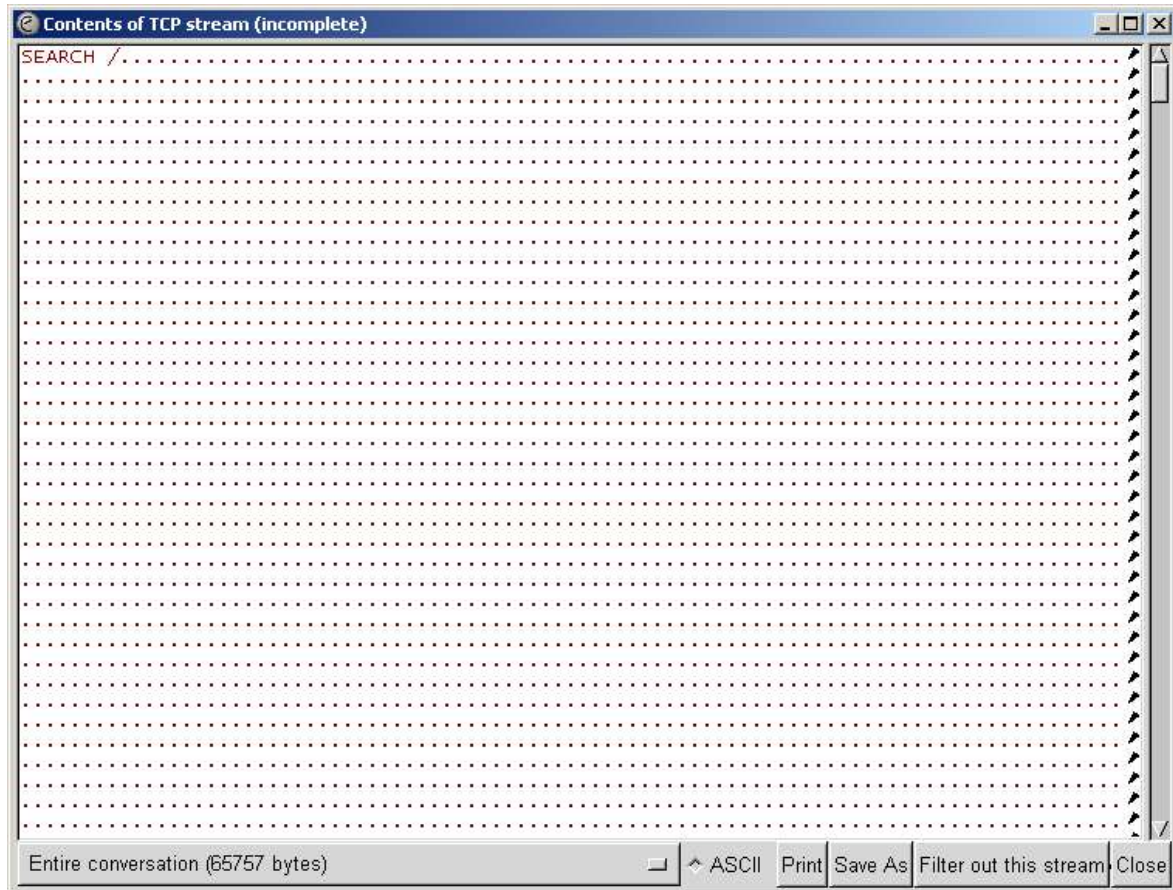 Contents of TCP stream (incomplete)
SEARCH /..................................................................................
Entire conversation (65757 bytes)
ASCII
Print
Save As
Filter out this stream
Close